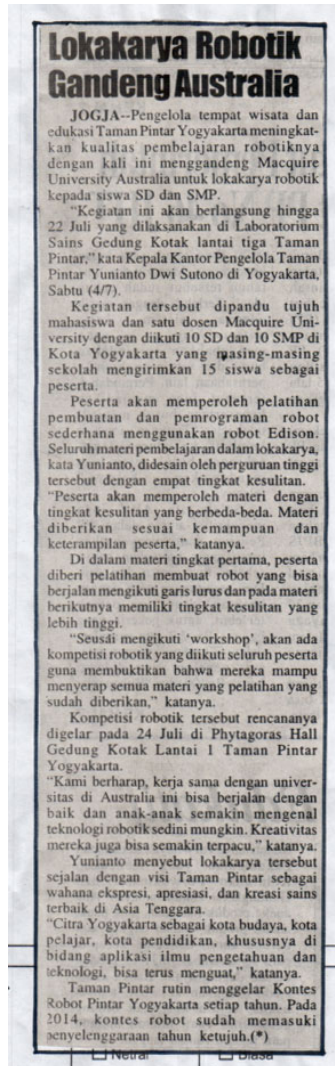 Lokakarya Robotik
Gandeng Australia
JOGJA--Pengelola tempat wisata dan
edukasi Taman Pintar Yogyakarta meningkat-
kan kualitas pembelajaran robotiknya
dengan kali ini menggandeng Macquire
University Australia untuk lokakarya robotik
kepada siswa SD dan SMP.
“Kegiatan ini akan berlangsung hingga
22 Juli yang dilaksanakan di Laboratorium
Sains Gedung Kotak lantai tiga Taman
Pintar,” kata Kepala Kantor Pengelola Taman
Pintar Yunianto Dwi Sutono di Yogyakarta,
Sabtu (4/7).
Kegiatan tersebut dipandu tujuh
mahasiswa dan satu dosen Macquire Uni-
versity dengan diikuti 10 SD dan 10 SMP di
Kota Yogyakarta yang masing-masing
sekolah mengirimkan 15 siswa sebagai
peserta.
Peserta akan memperoleh pelatihan
pembuatan dan pemrograman robot
sederhana menggunakan robot Edison.
Seluruh materi pembelajaran dalam lokakarya,
kata Yunianto, didesain oleh perguruan tinggi
tersebut dengan empat tingkat kesulitan.
“Peserta akan memperoleh materi dengan
tingkat kesulitan yang berbeda-beda. Materi
diberikan sesuai kemampuan dan
keterampilan peserta,” katanya.
Di dalam materi tingkat pertama, peserta
diberi pelatihan membuat robot yang bisa
berjalan mengikuti garis lurus dan pada materi
berikutnya memiliki tingkat kesulitan yang
lebih tinggi.
“Seusai mengikuti ‘workshop’, akan ada
kompetisi robotik yang diikuti seluruh peserta
guna membuktikan bahwa mereka mampu
menyerap semua materi yang pelatihan yang
sudah diberikan,” katanya.
Kompetisi robotik tersebut rencananya
digelar pada 24 Juli di Phytagoras Hall
Gedung Kotak Lantai 1 Taman Pintar
Yogyakarta.
“Kami berharap, kerja sama dengan univer-
sitas di Australia ini bisa berjalan dengan
baik dan anak-anak semakin mengenal
teknologi robotik sedini mungkin. Kreativitas
mereka juga bisa semakin terpacu,” katanya.
Yunianto menyebut lokakarya tersebut
sejalan dengan visi Taman Pintar sebagai
wahana ekspresi, apresiasi, dan kreasi sains
terbaik di Asia Tenggara.
“Citra Yogyakarta sebagai kota budaya, kota
pelajar, kota pendidikan, khususnya di
bidang aplikasi ilmu pengetahuan dan
teknologi, bisa terus menguat,” katanya.
Taman Pintar rutin menggelar Kontes
Robot Pintar Yogyakarta setiap tahun. Pada
2014, kontes robot sudah memasuki
penyelenggaraan tahun ketujuh.(*)
Netral Biasa